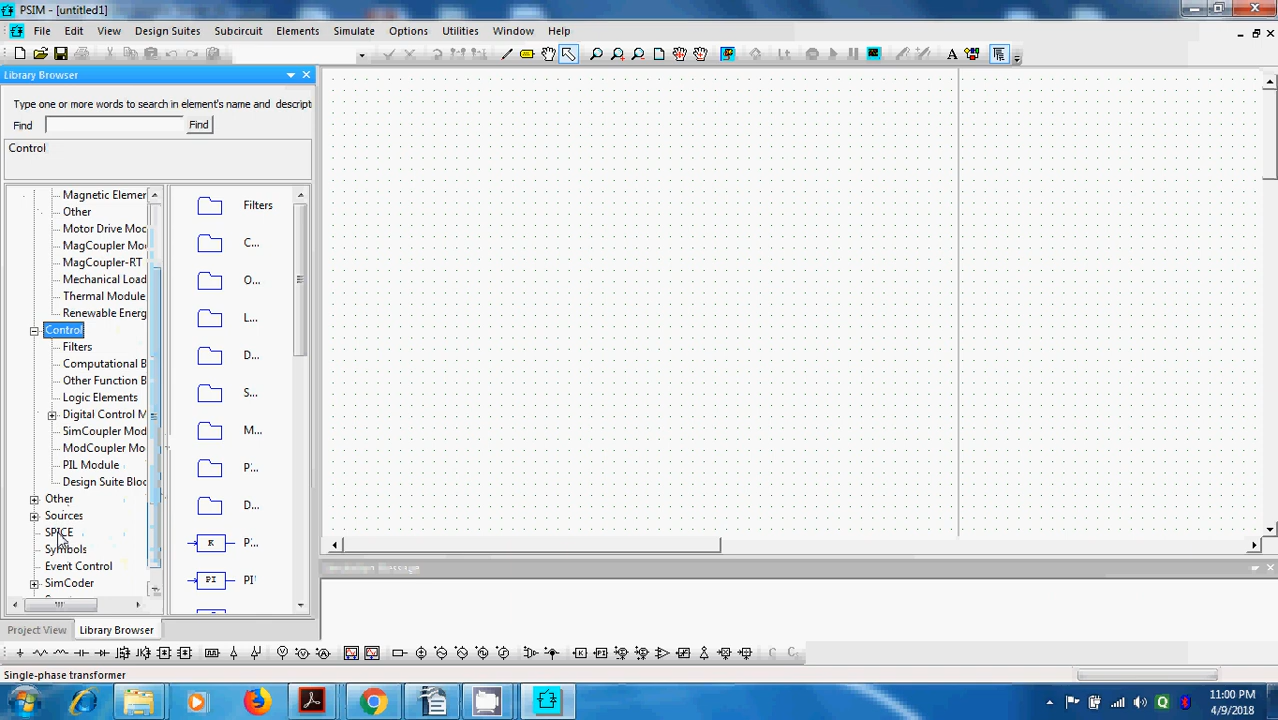 PSIM - [untitled1]
File Edit View Design Suites Subcircuit Elements Simulate Options Utilities Window Help
Library Browser
Type one or more words to search in element's name and descript
Find Find
Control
Magnetic Elemer
Other
Motor Drive Moc
MagCoupler Moc
MagCoupler-RT
Mechanical Load
Thermal Module
Renewable Energ
Control
Filters
Computational B
Other Function B
Logic Elements
Digital Control M
SimCoupler Mod
ModCoupler Mo
PIL Module
Design Suite Bloc
Other
Sources
SPICE
Symbols
Event Control
SimCoder
Filters
C...
O...
L...
D...
S...
M...
P...
D...
K P...
PI PI'
Project View Library Browser
Simulation Message
Single-phase transformer
11:00 PM
4/9/2018